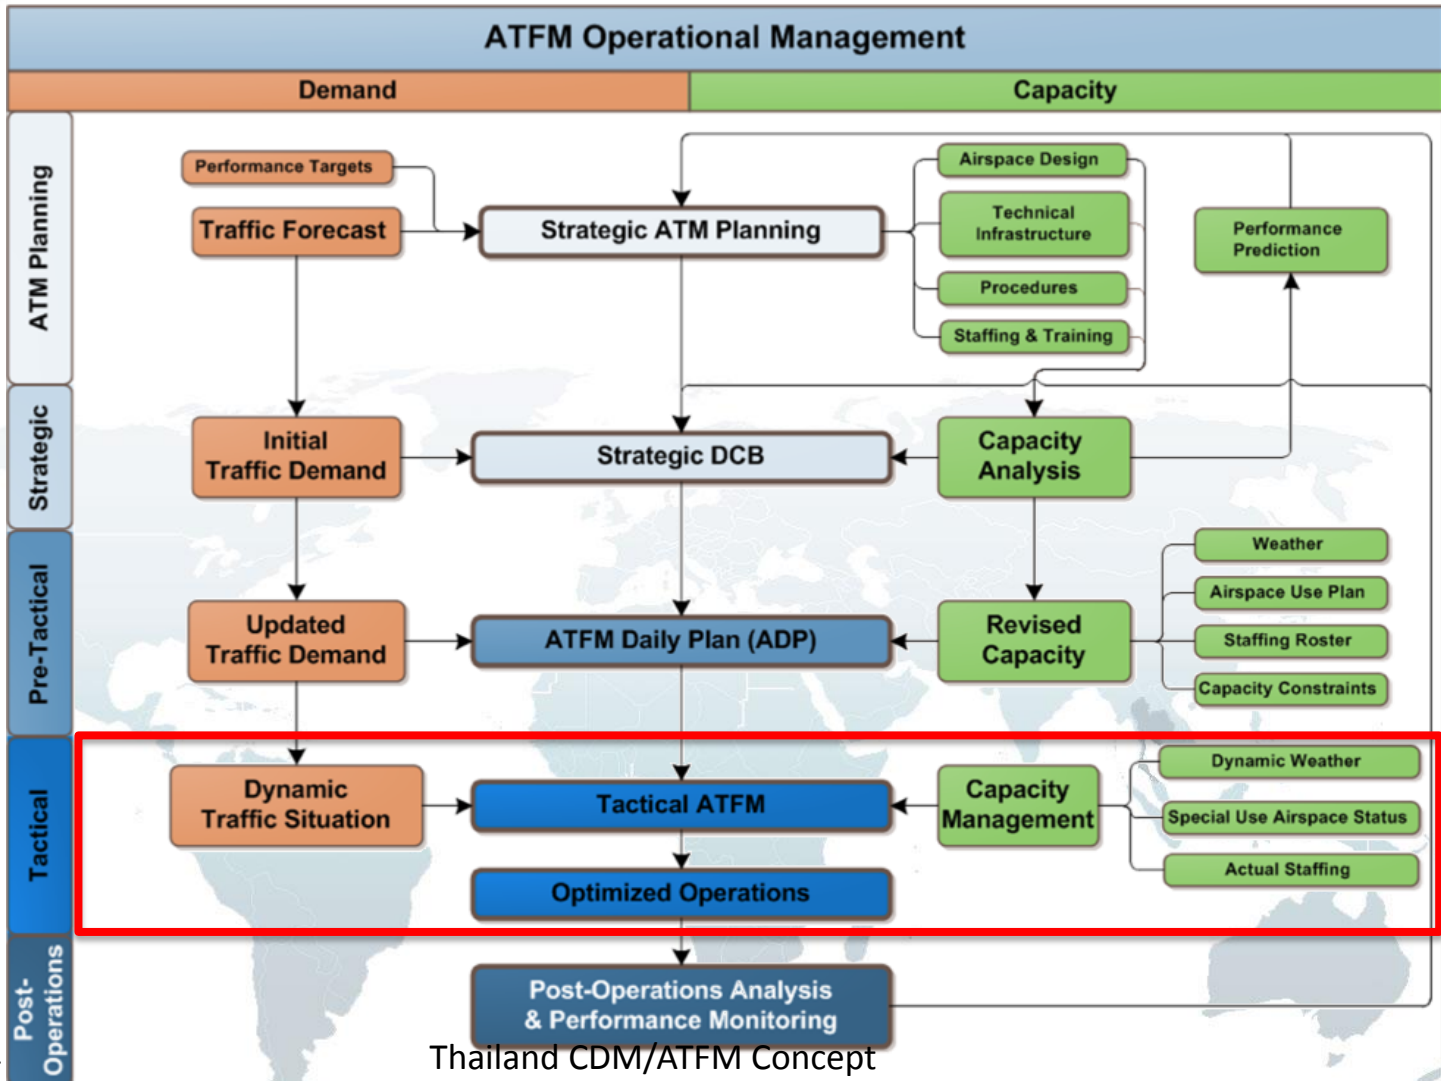 ATFM Operational Management
Demand
Capacity
ATM Planning
Performance Targets
Traffic Forecast
Strategic ATM Planning
Airspace Design
Technical
Infrastructure
Procedures
Staffing & Training
Performance
Prediction
Strategic
Initial
Traffic Demand
Strategic DCB
Capacity
Analysis
Pre-Tactical
Updated
Traffic Demand
ATFM Daily Plan (ADP)
Revised
Capacity
Weather
Airspace Use Plan
Staffing Roster
Capacity Constraints
Tactical
Dynamic
Traffic Situation
Tactical ATFM
Optimized Operations
Capacity
Management
Dynamic Weather
Special Use Airspace Status
Actual Staffing
Post-
Operations
Post-Operations Analysis
& Performance Monitoring
Thailand CDM/ATFM Concept